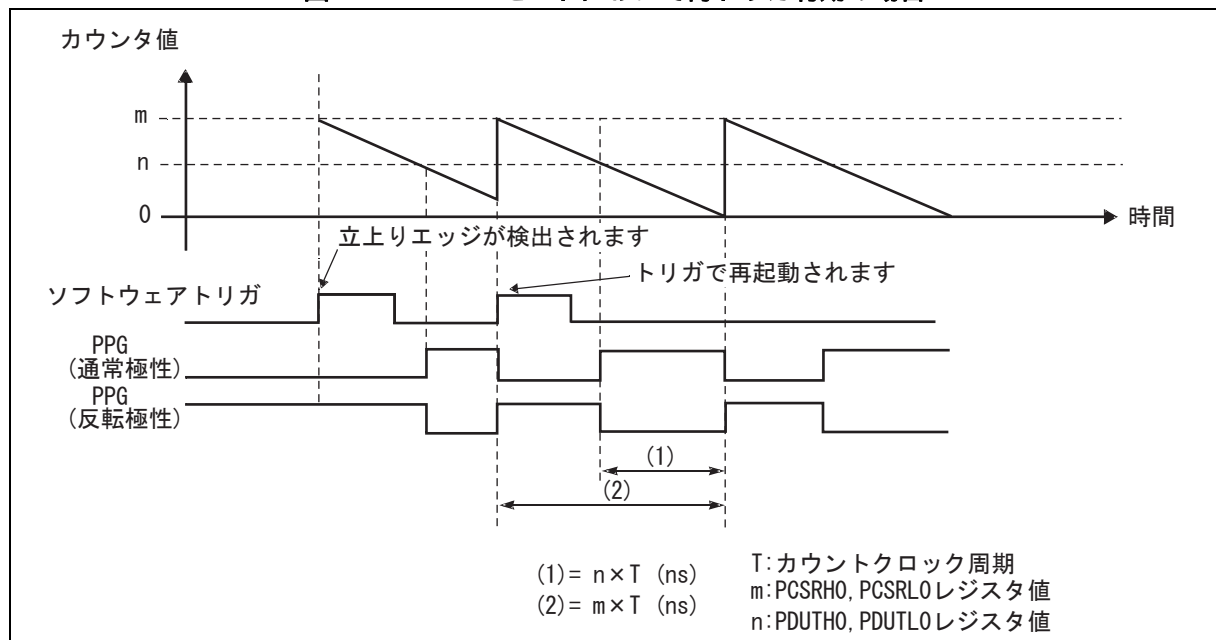 カウンタ値
m
n
0
時間
立上りエッジが検出されます
トリガで再起動されます
ソフトウェアトリガ
PPG
(通常極性)
PPG
(反転極性)
(1)
(2)
(1)= n×T (ns)
(2)= m×T (ns)
T:カウントクロック周期
m:PCSRH0, PCSRL0レジスタ値
n:PDUTH0, PDUTL0レジスタ値